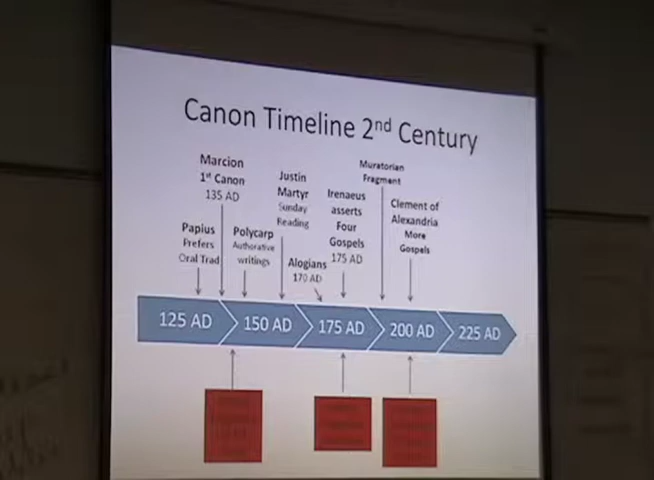 Canon Timeline 2nd Century
Marcion
1st Canon
135 AD
Papius
Prefers
Oral Trad
Polycarp
Authorative
writings
Justin
Martyr
Sunday
Reading
Alogians
170 AD
Irenaeus
asserts
Four
Gospels
175 AD
Muratorian
Fragment
Clement of
Alexandria
More
Gospels
125 AD
150 AD
175 AD
200 AD
225 AD